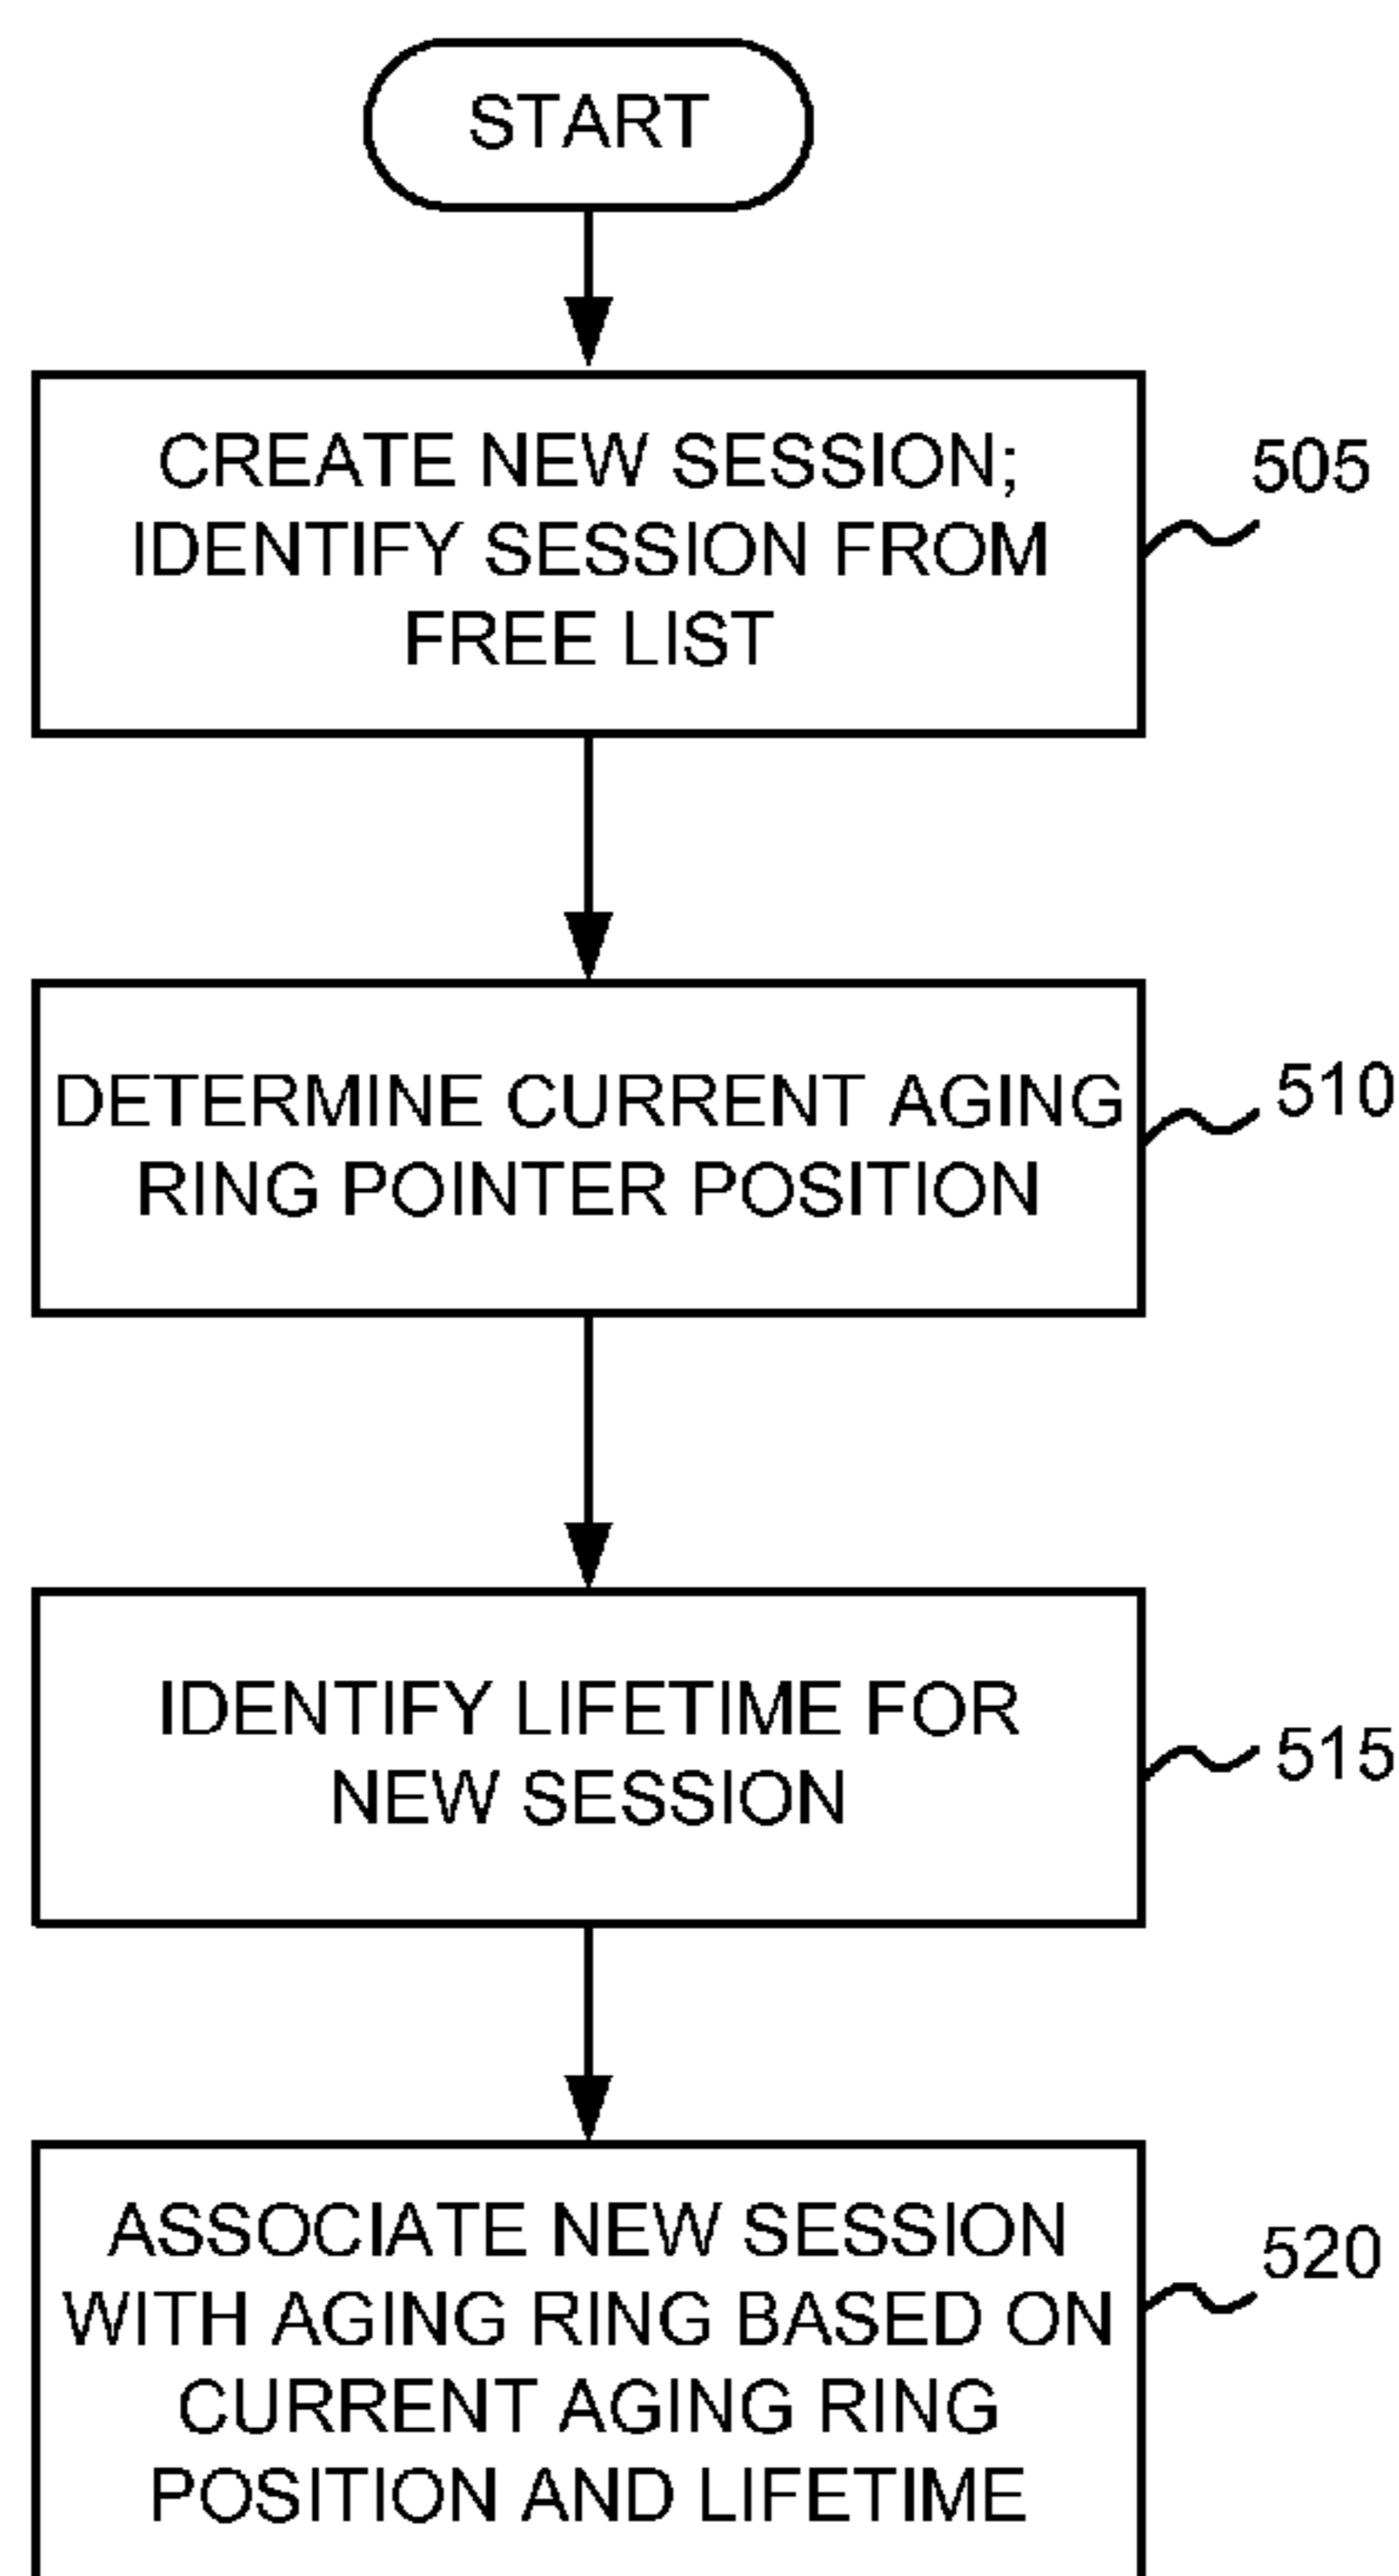 START
CREATE NEW SESSION;
IDENTIFY SESSION FROM
FREE LIST
505
DETERMINE CURRENT AGING
RING POINTER POSITION
510
IDENTIFY LIFETIME FOR
NEW SESSION
515
ASSOCIATE NEW SESSION
WITH AGING RING BASED ON
CURRENT AGING RING
POSITION AND LIFETIME
520